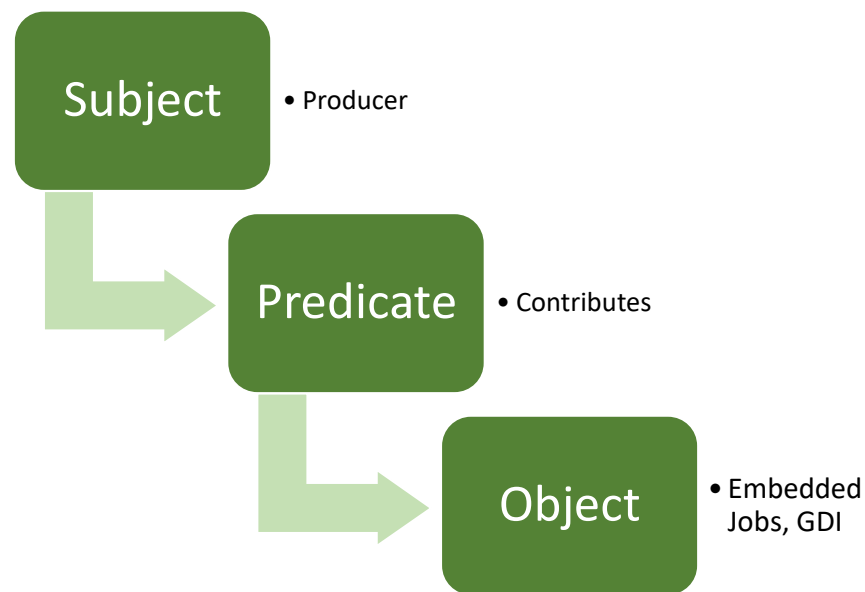 Subject
• Producer
Predicate
• Contributes
Object
• Embedded
Jobs, GDI